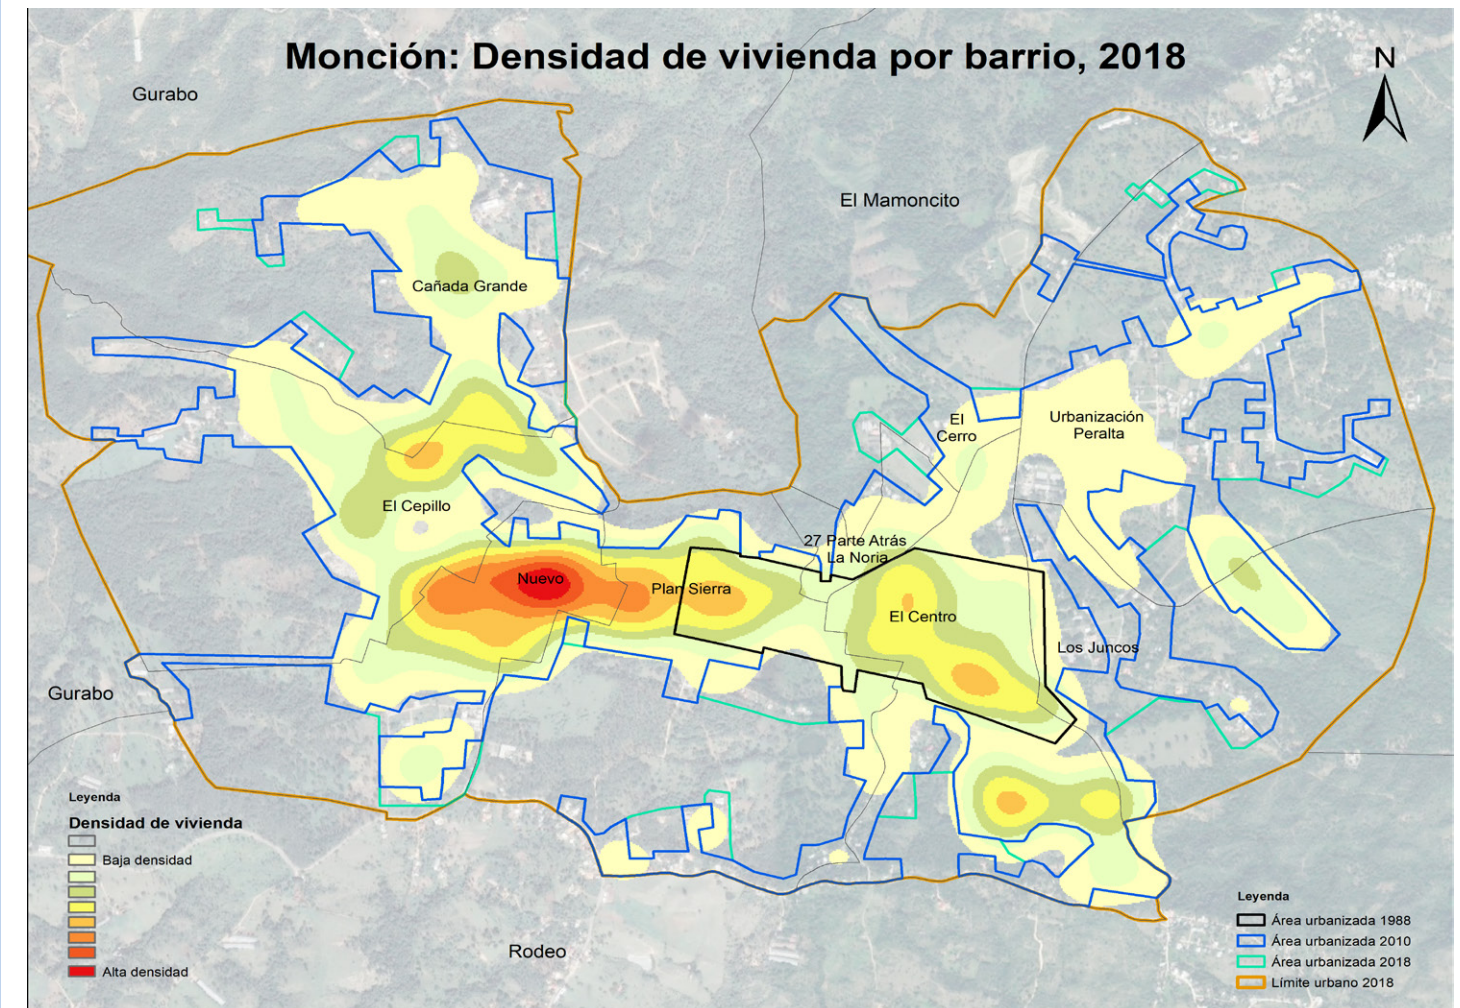 Monción: Densidad de vivienda por barrio, 2018
N
Gurabo
El Mamoncito
Cañada Grande
El
Cerro
Urbanización
Peralta
El Cepillo
27 Parte Atrás
La Noria
Nuevo
Plan Sierra
El Centro
Los Juncos
Gurabo
Rodeo
Leyenda
Densidad de vivienda
Baja densidad
Alta densidad
Leyenda
Área urbanizada 1988
Área urbanizada 2010
Área urbanizada 2018
Límite urbano 2018